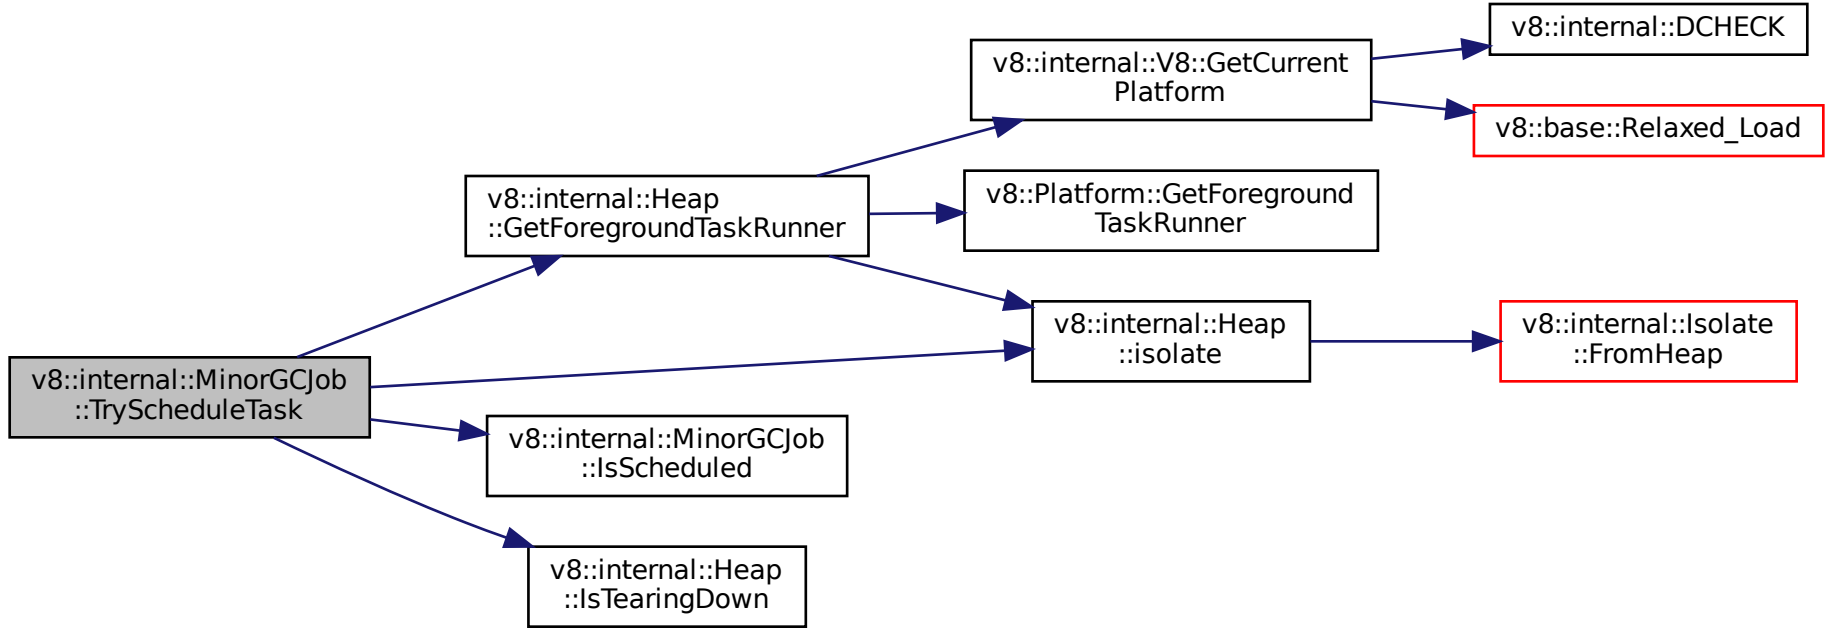 v8::internal::MinorGCJob
::TryScheduleTask
v8::internal::Heap
::GetForegroundTaskRunner
v8::internal::V8::GetCurrent
Platform
v8::internal::DCHECK
v8::base::Relaxed_Load
v8::Platform::GetForeground
TaskRunner
v8::internal::Heap
::isolate
v8::internal::Isolate
::FromHeap
v8::internal::MinorGCJob
::IsScheduled
v8::internal::Heap
::IsTearingDown